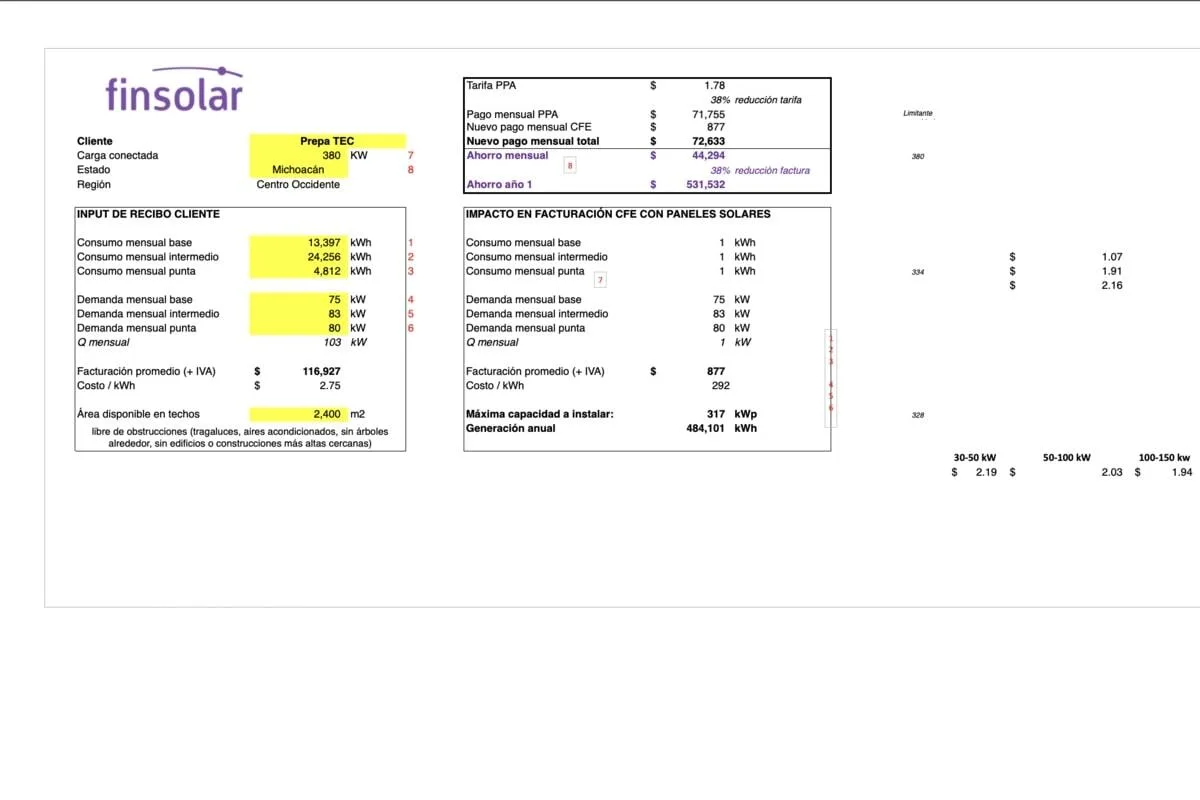 finsolar
Cliente Prepa TEC
Carga conectada 380 KW 7
Estado Michoacán 8
Región Centro Occidente
INPUT DE RECIBO CLIENTE
Consumo mensual base 13,397 kWh 1
Consumo mensual intermedio 24,256 kWh 2
Consumo mensual punta 4,812 kWh 3
Demanda mensual base 75 kW 4
Demanda mensual intermedio 83 kW 5
Demanda mensual punta 80 kW 6
Q mensual 103 kW
Facturación promedio (+ IVA) $ 116,927
Costo / kWh $ 2.75
Área disponible en techos 2,400 m2
libre de obstrucciones (tragaluces, aires acondicionados, sin árboles
alrededor, sin edificios o construcciones más altas cercanas)
Tarifa PPA $ 1.78
38% reducción tarifa
Pago mensual PPA $ 71,755
Nuevo pago mensual CFE $ 877
Nuevo pago mensual total $ 72,633
Ahorro mensual $ 44,294
8
38% reducción factura
Ahorro año 1 $ 531,532
IMPACTO EN FACTURACIÓN CFE CON PANELES SOLARES
Consumo mensual base 1 kWh
Consumo mensual intermedio 1 kWh
Consumo mensual punta 1 kWh
7
Demanda mensual base 75 kW
Demanda mensual intermedio 83 kW
Demanda mensual punta 80 kW
Q mensual 1 kW
Facturación promedio (+ IVA) $ 877
Costo / kWh 292
Máxima capacidad a instalar: 317 kWp
Generación anual 484,101 kWh
1
2
3
4
5
6
Limitante
380
334
328
$ 1.07
$ 1.91
$ 2.16
30-50 kW 50-100 kW 100-150 kw
$ 2.19 $ 2.03 $ 1.94